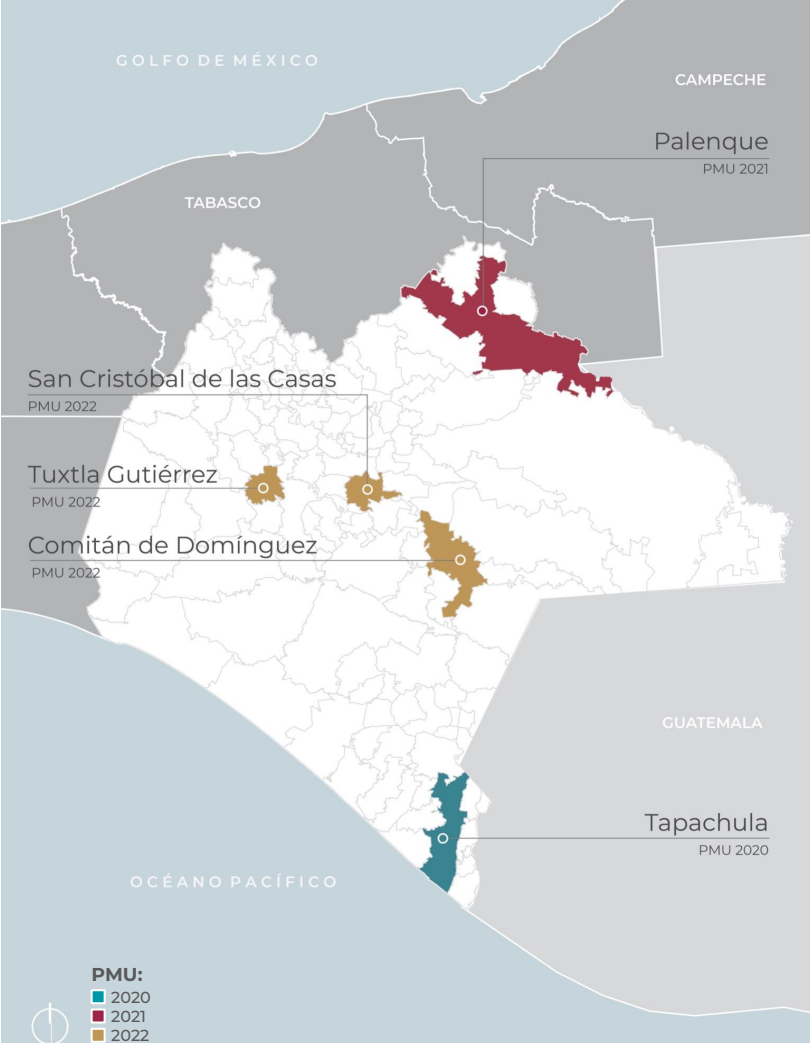 GOLFO DE MÉXICO
CAMPECHE
Palenque
PMU 2021
TABASCO
San Cristóbal de las Casas
PMU 2022
Tuxtla Gutiérrez
PMU 2022
Comitán de Domínguez
PMU 2022
GUATEMALA
Tapachula
PMU 2020
OCÉANO PACÍFICO
PMU:
2020
2021
2022